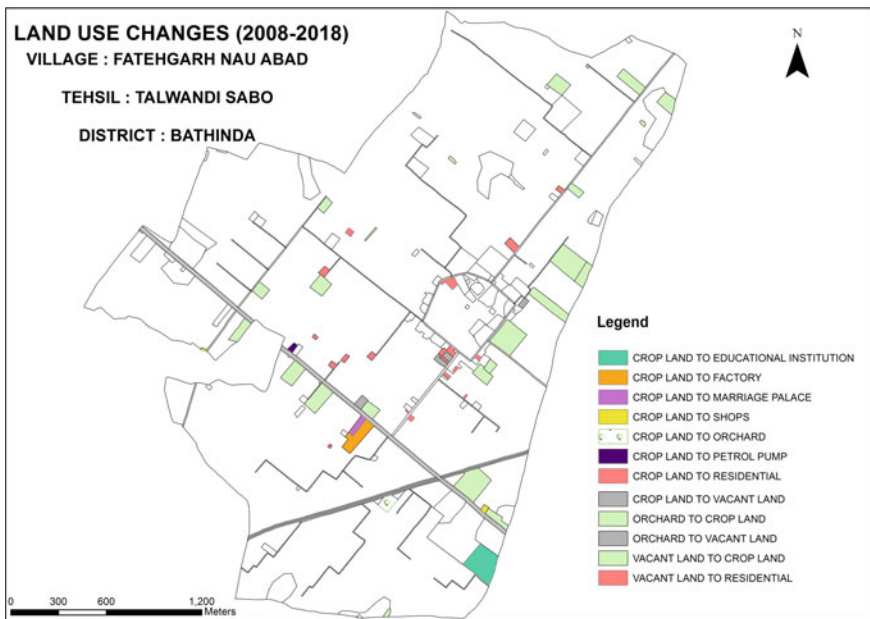 LAND USE CHANGES (2008-2018)
VILLAGE : FATEHGARH NAU ABAD
TEHSIL : TALWANDI SABO
DISTRICT : BATHINDA
N
Legend
CROP LAND TO EDUCATIONAL INSTITUTION
CROP LAND TO FACTORY
CROP LAND TO MARRIAGE PALACE
CROP LAND TO SHOPS
CROP LAND TO ORCHARD
CROP LAND TO PETROL PUMP
CROP LAND TO RESIDENTIAL
CROP LAND TO VACANT LAND
ORCHARD TO CROP LAND
ORCHARD TO VACANT LAND
VACANT LAND TO CROP LAND
VACANT LAND TO RESIDENTIAL
0 300 600 1,200
Meters